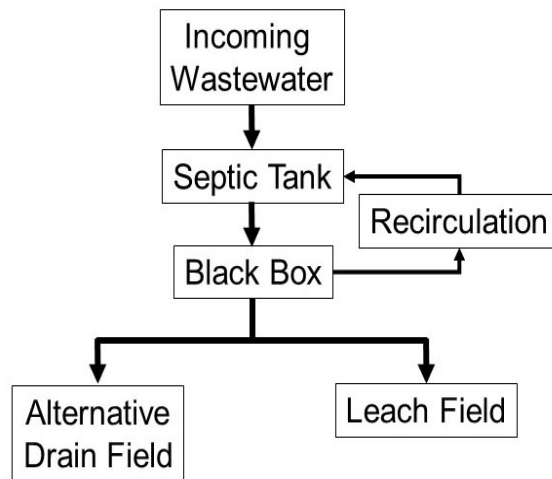 Incoming
Wastewater
Septic Tank
Recirculation
Black Box
Alternative
Drain Field
Leach Field